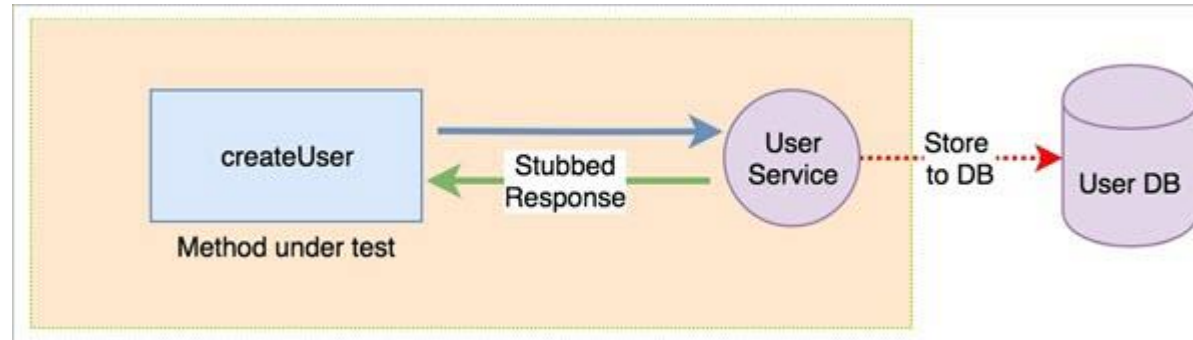 createUser
Method under test
Stubbed
Response
User
Service
Store
to DB
User DB